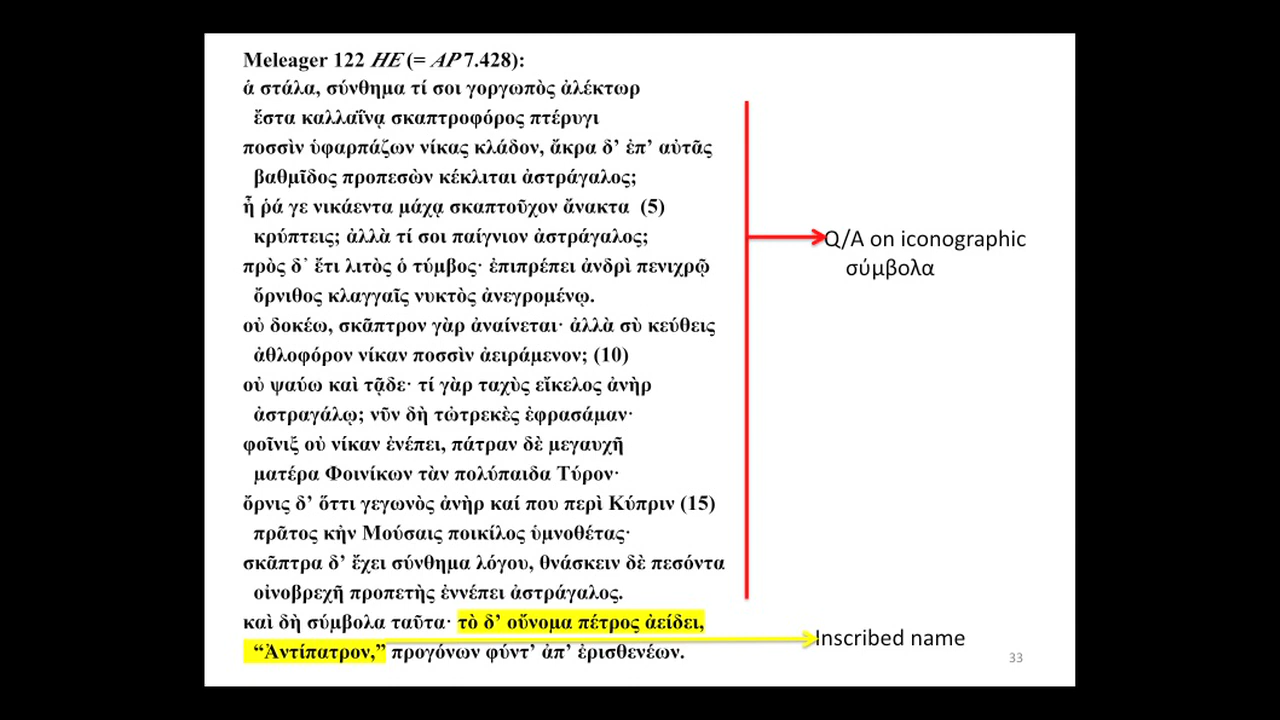 Meleager 122 HE (= AP 7.428):
ἁ στάλα, σύνθημα τί σοι γοργωπὸς ἀλέκτωρ
ἔστα καλλαΐνᾳ σκαπτροφόρος πτέρυγι
ποσσὶν ὑφαρπάζων νίκας κλάδον, ἄκρα δ’ ἐπ’ αὐτᾶς
βαθμῖδος προπεσὼν κέκλιται ἀστράγαλος;
ἦ ῥά γε νικάεντα μάχᾳ σκαπτοῦχον ἄνακτα (5)
κρύπτεις; ἀλλὰ τί σοι παίγνιον ἀστράγαλος;
πρὸς δ᾽ ἔτι λιτὸς ὁ τύμβος· ἐπιπρέπει ἀνδρὶ πενιχρῷ
ὄρνιθος κλαγγαῖς νυκτὸς ἀνεγρομένῳ.
οὐ δοκέω, σκᾶπτρον γὰρ ἀναίνεται· ἀλλὰ σὺ κεύθεις
ἀθλοφόρον νίκαν ποσσὶν ἀειράμενον; (10)
οὐ ψαύω καὶ τᾷδε· τί γὰρ ταχὺς εἴκελος ἀνὴρ
ἀστραγάλῳ; νῦν δὴ τὠτρεκὲς ἐφρασάμαν·
φοῖνιξ οὐ νίκαν ἐνέπει, πάτραν δὲ μεγαυχῆ
ματέρα Φοινίκων τὰν πολύπαιδα Τύρον·
ὄρνις δ’ ὅττι γεγωνὸς ἀνὴρ καί που περὶ Κύπριν (15)
πρᾶτος κἠν Μούσαις ποικίλος ὑμνοθέτας·
σκᾶπτρα δ’ ἔχει σύνθημα λόγου, θνάσκειν δὲ πεσόντα
οἰνοβρεχῆ προπετὴς ἐννέπει ἀστράγαλος.
καὶ δὴ σύμβολα ταῦτα· τὸ δ’ οὔνομα πέτρος ἀείδει,
“Ἀντίπατρον,” προγόνων φύντ’ ἀπ’ ἐρισθενέων.
Q/A on iconographic
σύμβολα
Inscribed name
33